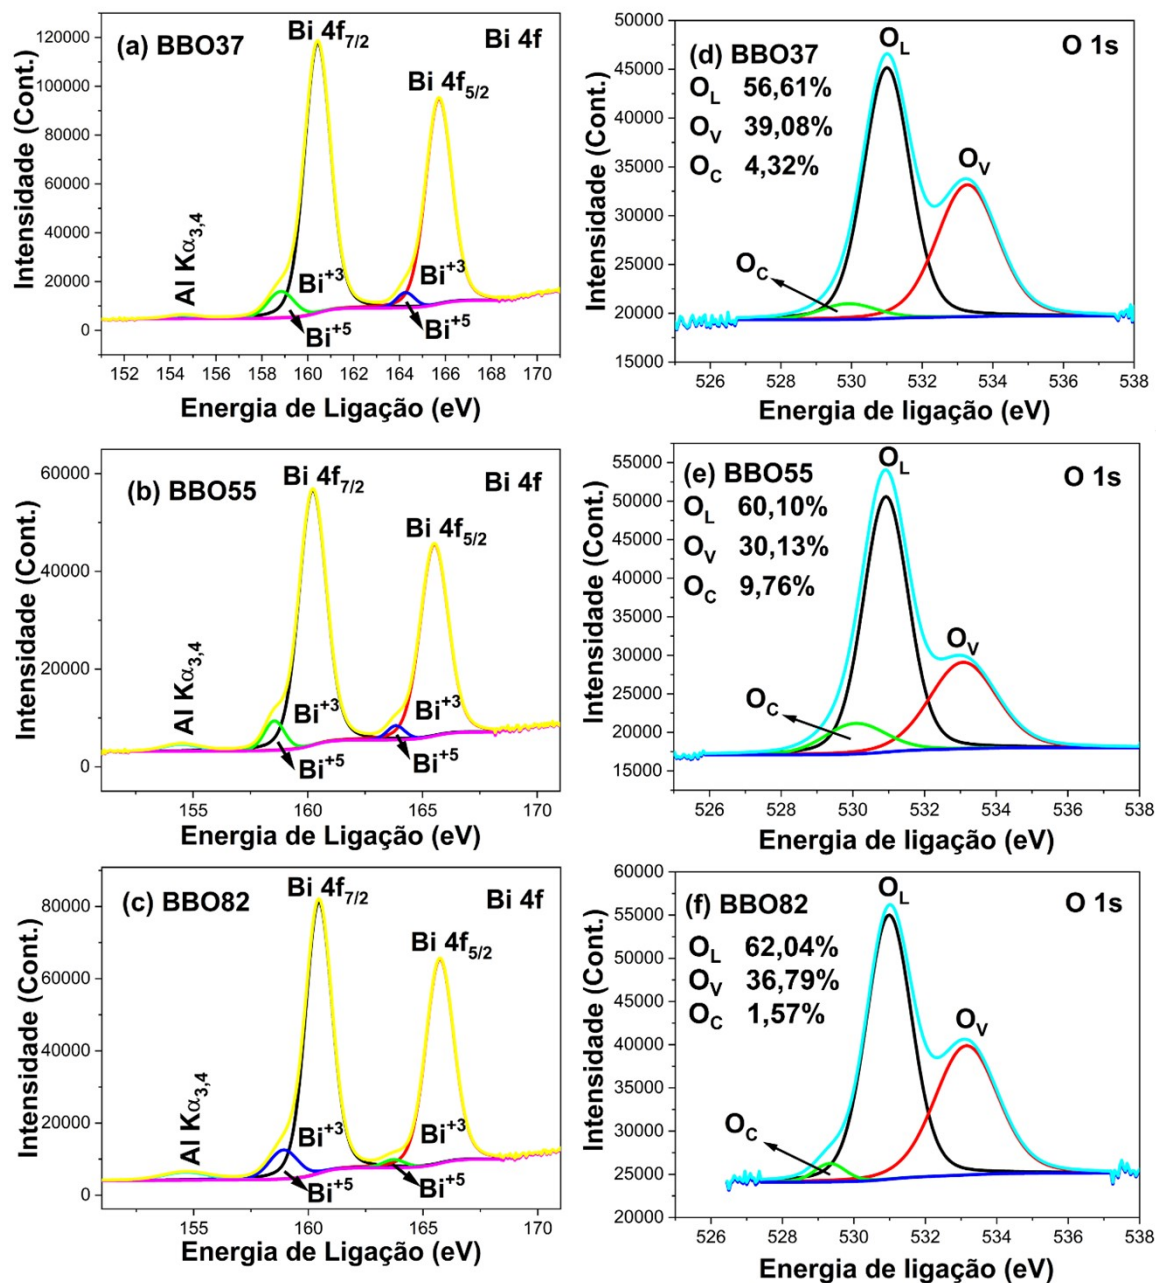 (a) BBO37
Bi 4f7/2
Bi 4f5/2
Bi 4f
Al Kα3,4
Bi+3
Bi+5
Bi+3
Bi+5
Intensidade (Cont.)
120000
100000
80000
60000
40000
20000
0
152 154 156 158 160 162 164 166 168 170
Energia de Ligação (eV)
(d) BBO37
O 1s
OL 56,61%
OV 39,08%
OC 4,32%
OL
OV
OC
Intensidade (Cont.)
50000
45000
40000
35000
30000
25000
20000
15000
526 528 530 532 534 536 538
Energia de ligação (eV)
(b) BBO55
Bi 4f7/2
Bi 4f5/2
Bi 4f
Al Kα3,4
Bi+3
Bi+5
Bi+3
Bi+5
Intensidade (Cont.)
60000
40000
20000
0
155 160 165 170
Energia de Ligação (eV)
(e) BBO55
O 1s
OL 60,10%
OV 30,13%
OC 9,76%
OL
OV
OC
Intensidade (Cont.)
55000
50000
45000
40000
35000
30000
25000
20000
15000
526 528 530 532 534 536 538
Energia de ligação (eV)
(c) BBO82
Bi 4f7/2
Bi 4f5/2
Bi 4f
Al Kα3,4
Bi+3
Bi+5
Bi+3
Bi+5
Intensidade (Cont.)
80000
60000
40000
20000
0
155 160 165 170
Energia de Ligação (eV)
(f) BBO82
O 1s
OL 62,04%
OV 36,79%
OC 1,57%
OL
OV
OC
Intensidade (Cont.)
60000
55000
50000
45000
40000
35000
30000
25000
20000
526 528 530 532 534 536 538
Energia de ligação (eV)